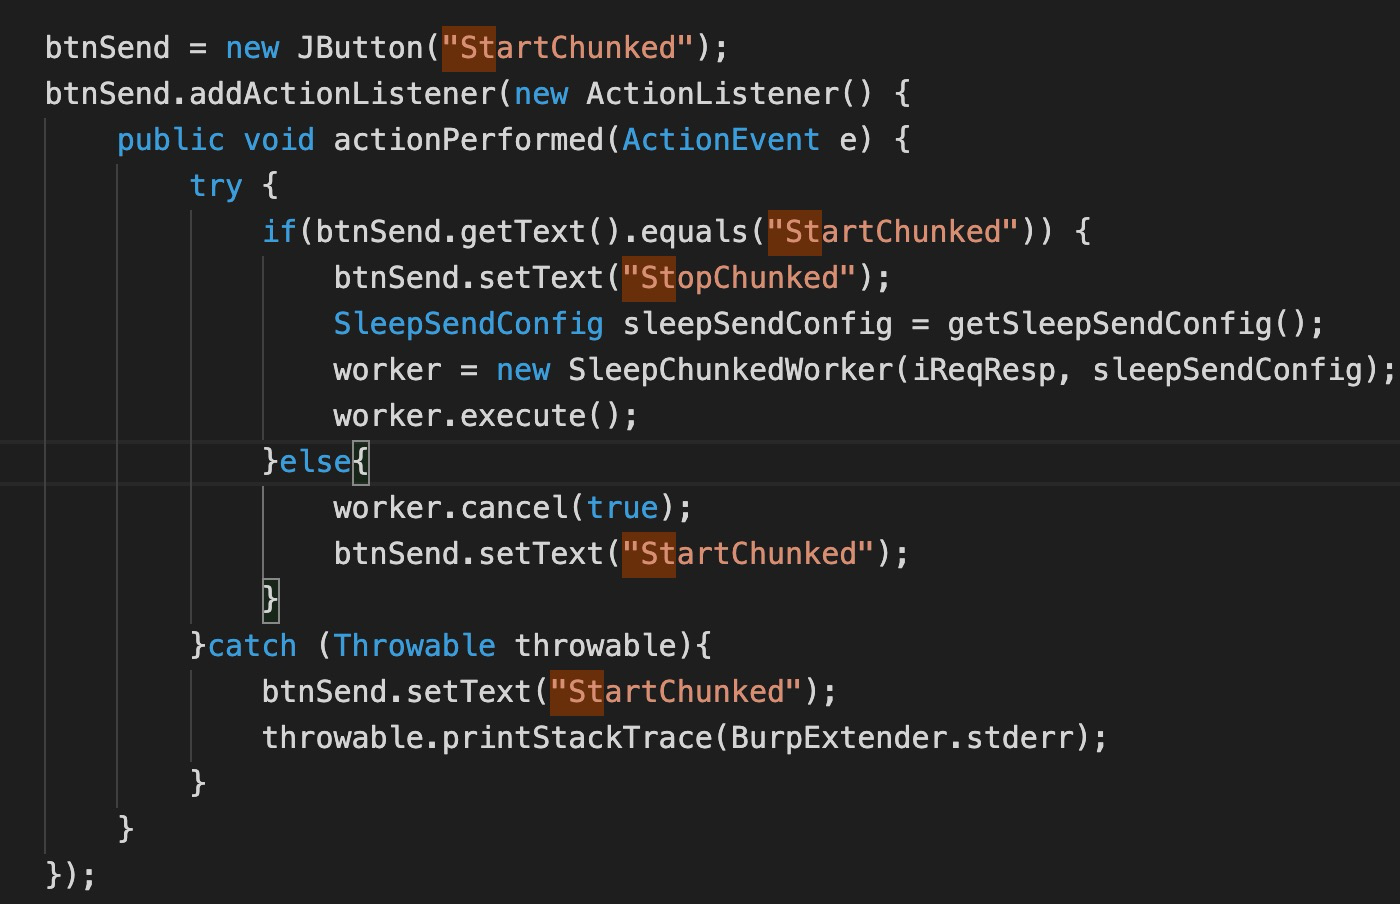 btnSend = new JButton("StartChunked");
btnSend.addActionListener(new ActionListener() {
    public void actionPerformed(ActionEvent e) {
        try {
            if(btnSend.getText().equals("StartChunked")) {
                btnSend.setText("StopChunked");
                SleepSendConfig sleepSendConfig = getSleepSendConfig();
                worker = new SleepChunkedWorker(iReqResp, sleepSendConfig);
                worker.execute();
            }else{
                worker.cancel(true);
                btnSend.setText("StartChunked");
            }
        }catch (Throwable throwable){
            btnSend.setText("StartChunked");
            throwable.printStackTrace(BurpExtender.stderr);
        }
    }
});